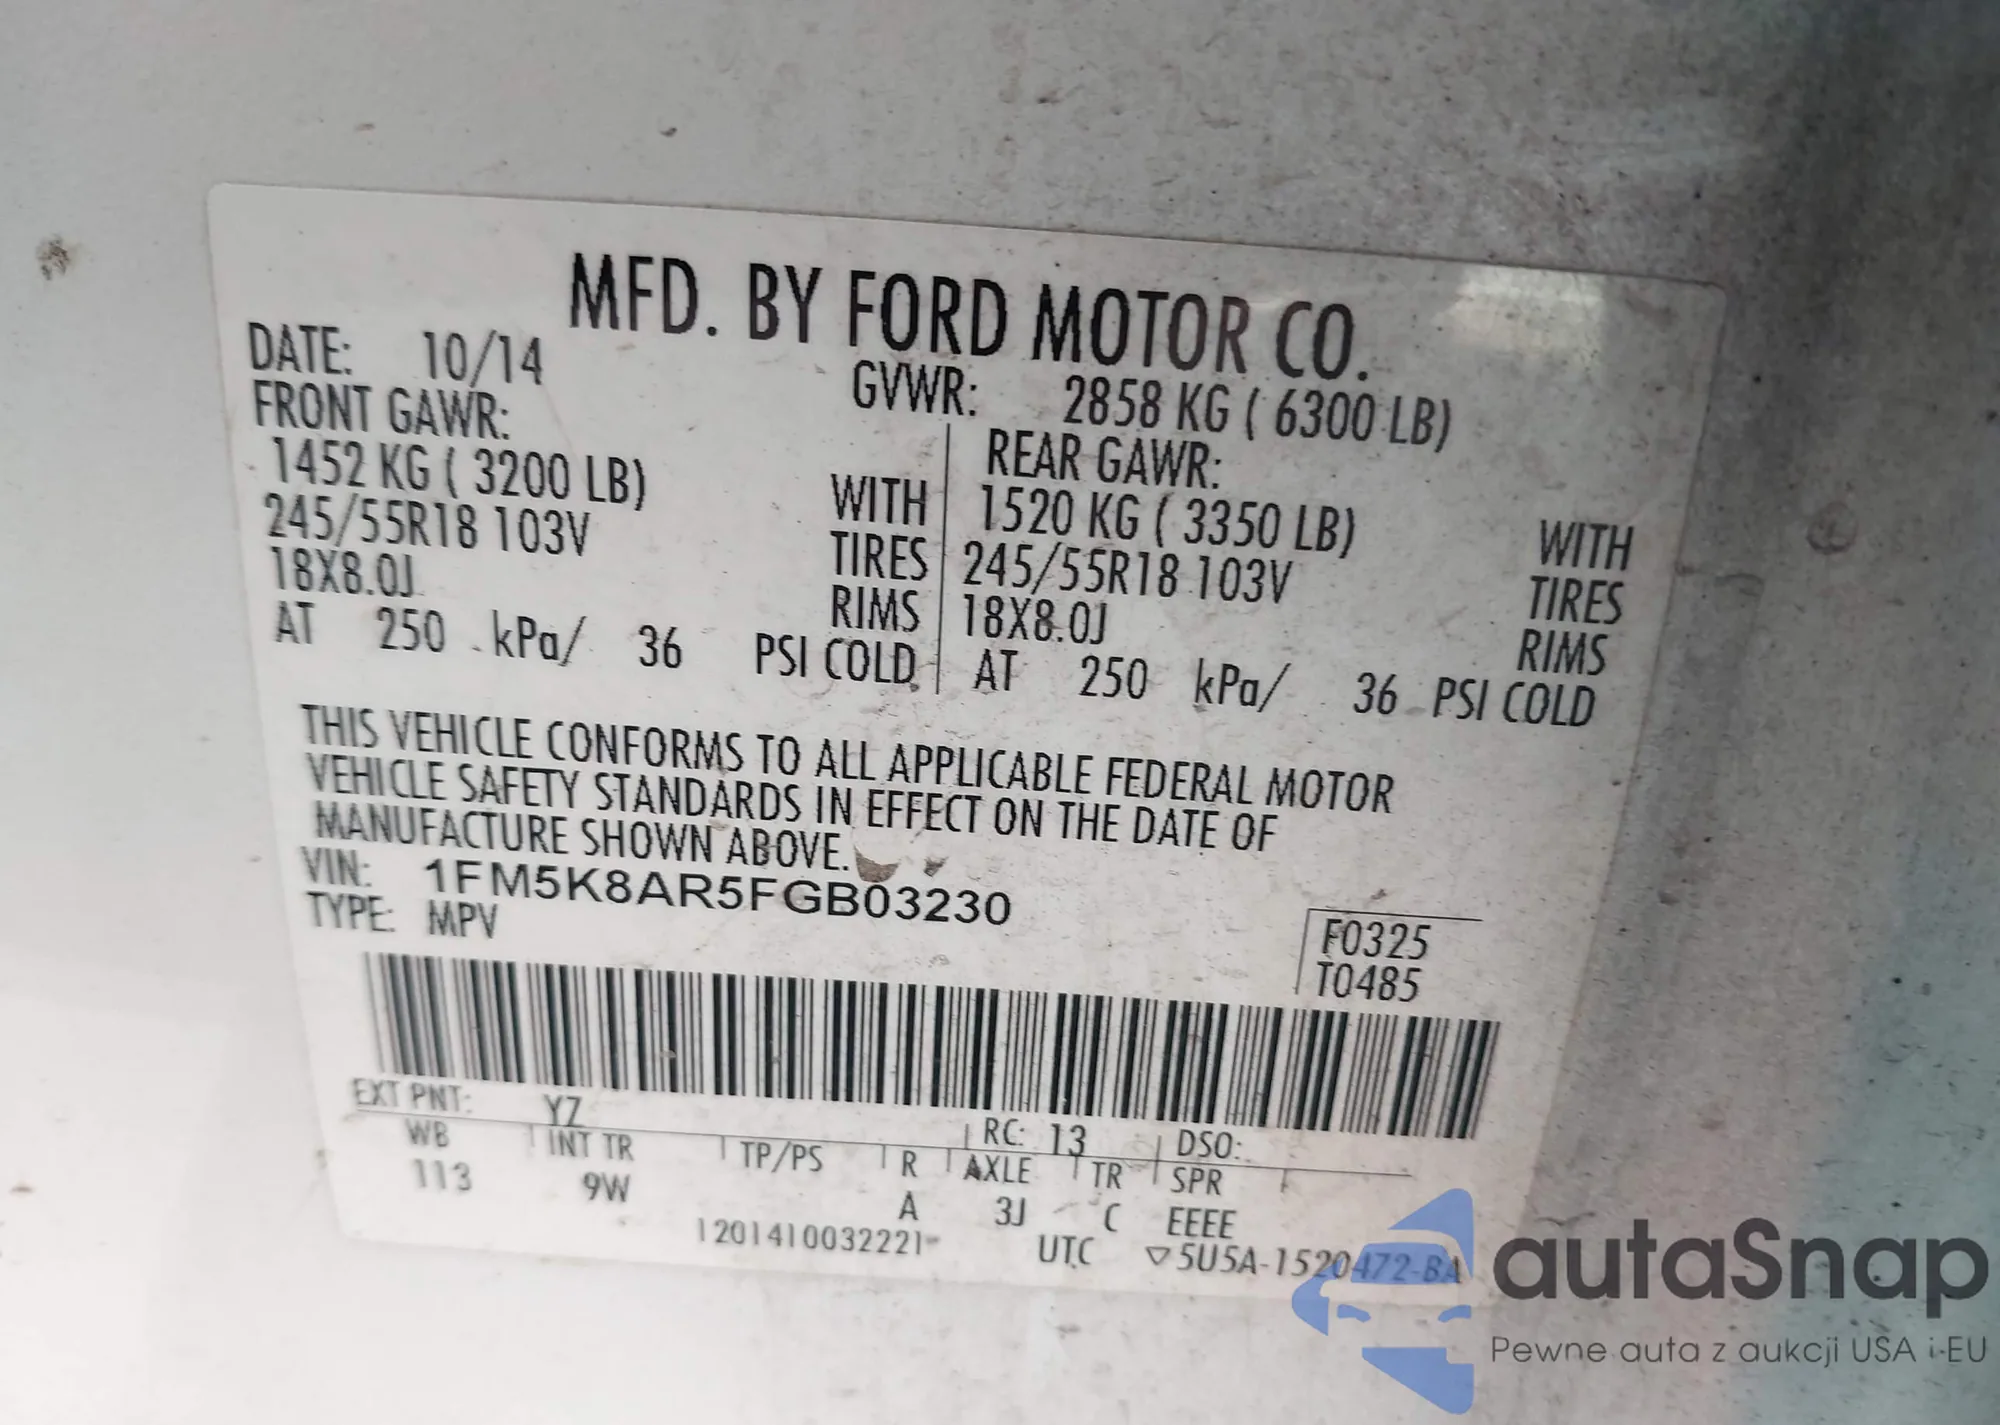 MFD. BY FORD MOTOR CO.
DATE: 10/14 GVWR: 2858 KG ( 6300 LB)
FRONT GAWR: REAR GAWR:
1452 KG ( 3200 LB) WITH 1520 KG ( 3350 LB) WITH
245/55R18 103V TIRES 245/55R18 103V TIRES
18X8.0J RIMS 18X8.0J RIMS
AT 250 kPa/ 36 PSI COLD AT 250 kPa/ 36 PSI COLD
THIS VEHICLE CONFORMS TO ALL APPLICABLE FEDERAL MOTOR
VEHICLE SAFETY STANDARDS IN EFFECT ON THE DATE OF
MANUFACTURE SHOWN ABOVE.
VIN: 1FM5K8AR5FGB03230
TYPE: MPV
F0325
T0485
EXT PNT: YZ RC: 13 DSO:
WB INT TR TP/PS R AXLE TR SPR
113 9W A 3J C EEEE
1201410032221 UTC ▽5U5A-1520472-BA
autaSnap
Pewne auta z aukcji USA i EU